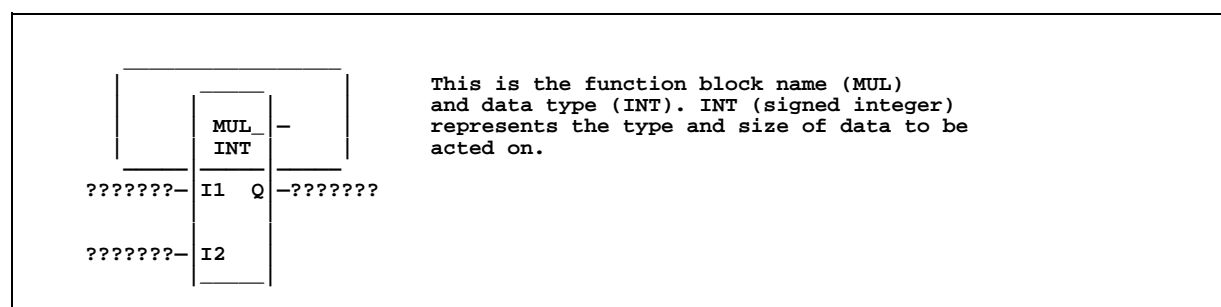 This is the function block name (MUL)
and data type (INT). INT (signed integer)
MUL_ represents the type and size of data to be
INT acted on.
??????? I1 Q ???????
??????? I2